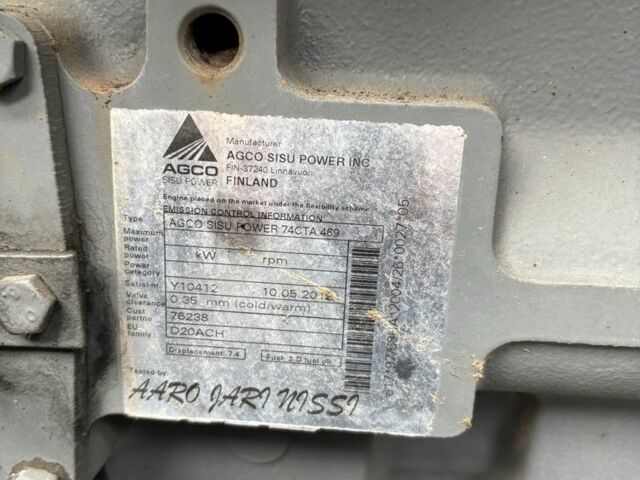 Manufacturer
AGCO SISU POWER INC
FIN-37240 Linnavuori
FINLAND
AGCO
SISU POWER
Engine placed on the market under the flexibility scheme
EMISSION CONTROL INFORMATION
Type AGCO SISU POWER 74CTA.469
Maximum power
Rated power kW rpm
Power category
Serial nr. Y10412 10.05.2012
Valve clearance 0.35 mm (cold/warm)
Cust partno 76238
EU family D20ACH
Displacement: 7.4 Fuel: 2-D fuel oil
Tested by:
AARO JARI NISSI